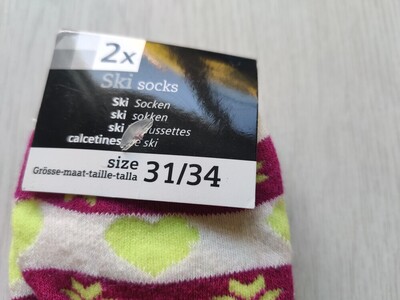 2x
Ski socks
Ski Socken
ski sokken
ski
calcetines ski
size 31/34
Grösse-maat-taille-talla